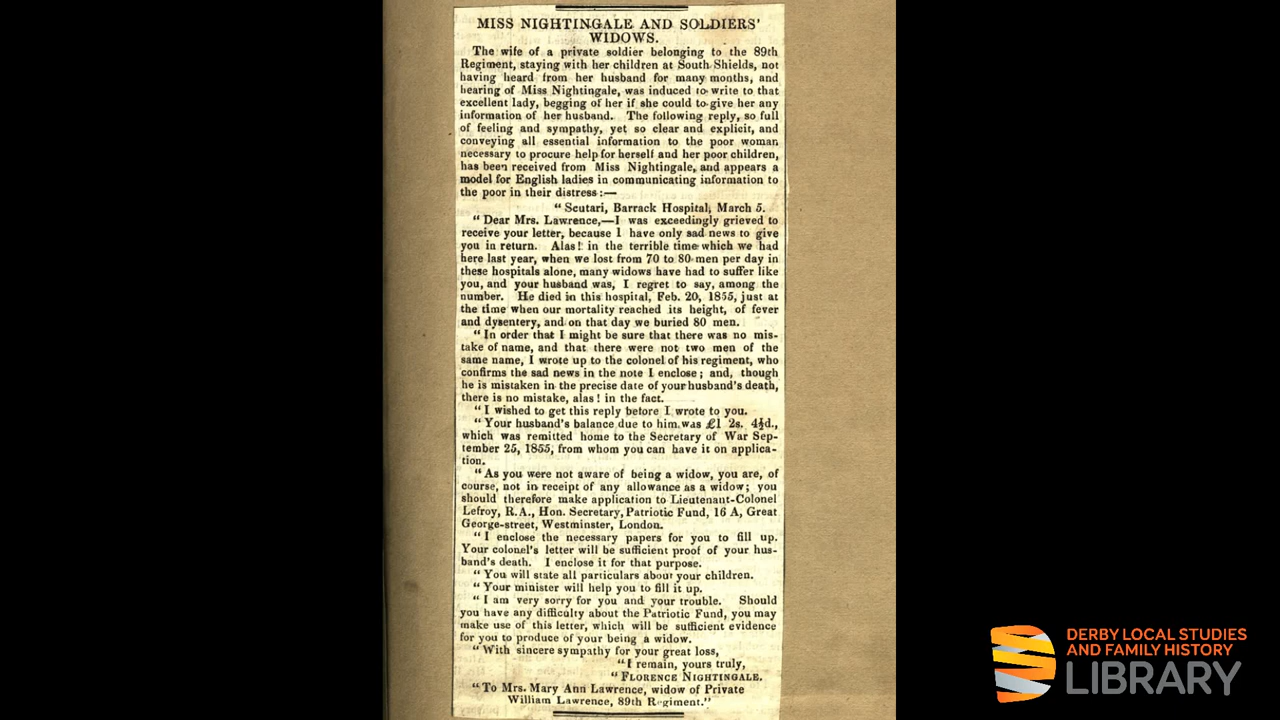 MISS NIGHTINGALE AND SOLDIERS'
WIDOWS.
The wife of a private soldier belonging to the 89th
Regiment, staying with her children at South Shields, not
having heard from her husband for many months, and
hearing of Miss Nightingale, was induced to write to that
excellent lady, begging of her if she could to give her any
information of her husband. The following reply, so full
of feeling and sympathy, yet so clear and explicit, and
conveying all essential information to the poor woman
necessary to procure help for herself and her poor children,
has been received from Miss Nightingale, and appears a
model for English ladies in communicating information to
the poor in their distress:—
"Scutari, Barrack Hospital, March 5.
"Dear Mrs. Lawrence,—I was exceedingly grieved to
receive your letter, because I have only sad news to give
you in return. Alas! in the terrible time which we had
here last year, when we lost from 70 to 80 men per day in
these hospitals alone, many widows have had to suffer like
you, and your husband was, I regret to say, among the
number. He died in this hospital, Feb. 20, 1855, just at
the time when our mortality reached its height, of fever
and dysentery, and on that day we buried 80 men.
"In order that I might be sure that there was no mis-
take of name, and that there were not two men of the
same name, I wrote up to the colonel of his regiment, who
confirms the sad news in the note I enclose; and, though
he is mistaken in the precise date of your husband's death,
there is no mistake, alas! in the fact.
"I wished to get this reply before I wrote to you.
"Your husband's balance due to him was £1 2s. 4½d.,
which was remitted home to the Secretary of War Sep-
tember 25, 1855, from whom you can have it on applica-
tion.
"As you were not aware of being a widow, you are, of
course, not in receipt of any allowance as a widow; you
should therefore make application to Lieutenant-Colonel
Lefroy, R.A., Hon. Secretary, Patriotic Fund, 16 A, Great
George-street, Westminster, London.
"I enclose the necessary papers for you to fill up.
Your colonel's letter will be sufficient proof of your hus-
band's death. I enclose it for that purpose.
"You will state all particulars about your children.
"Your minister will help you to fill it up.
"I am very sorry for you and your trouble. Should
you have any difficulty about the Patriotic Fund, you may
make use of this letter, which will be sufficient evidence
for you to produce of your being a widow.
"With sincere sympathy for your great loss,
"I remain, yours truly,
"FLORENCE NIGHTINGALE.
"To Mrs. Mary Ann Lawrence, widow of Private
William Lawrence, 89th Regiment."
DERBY LOCAL STUDIES
AND FAMILY HISTORY
LIBRARY